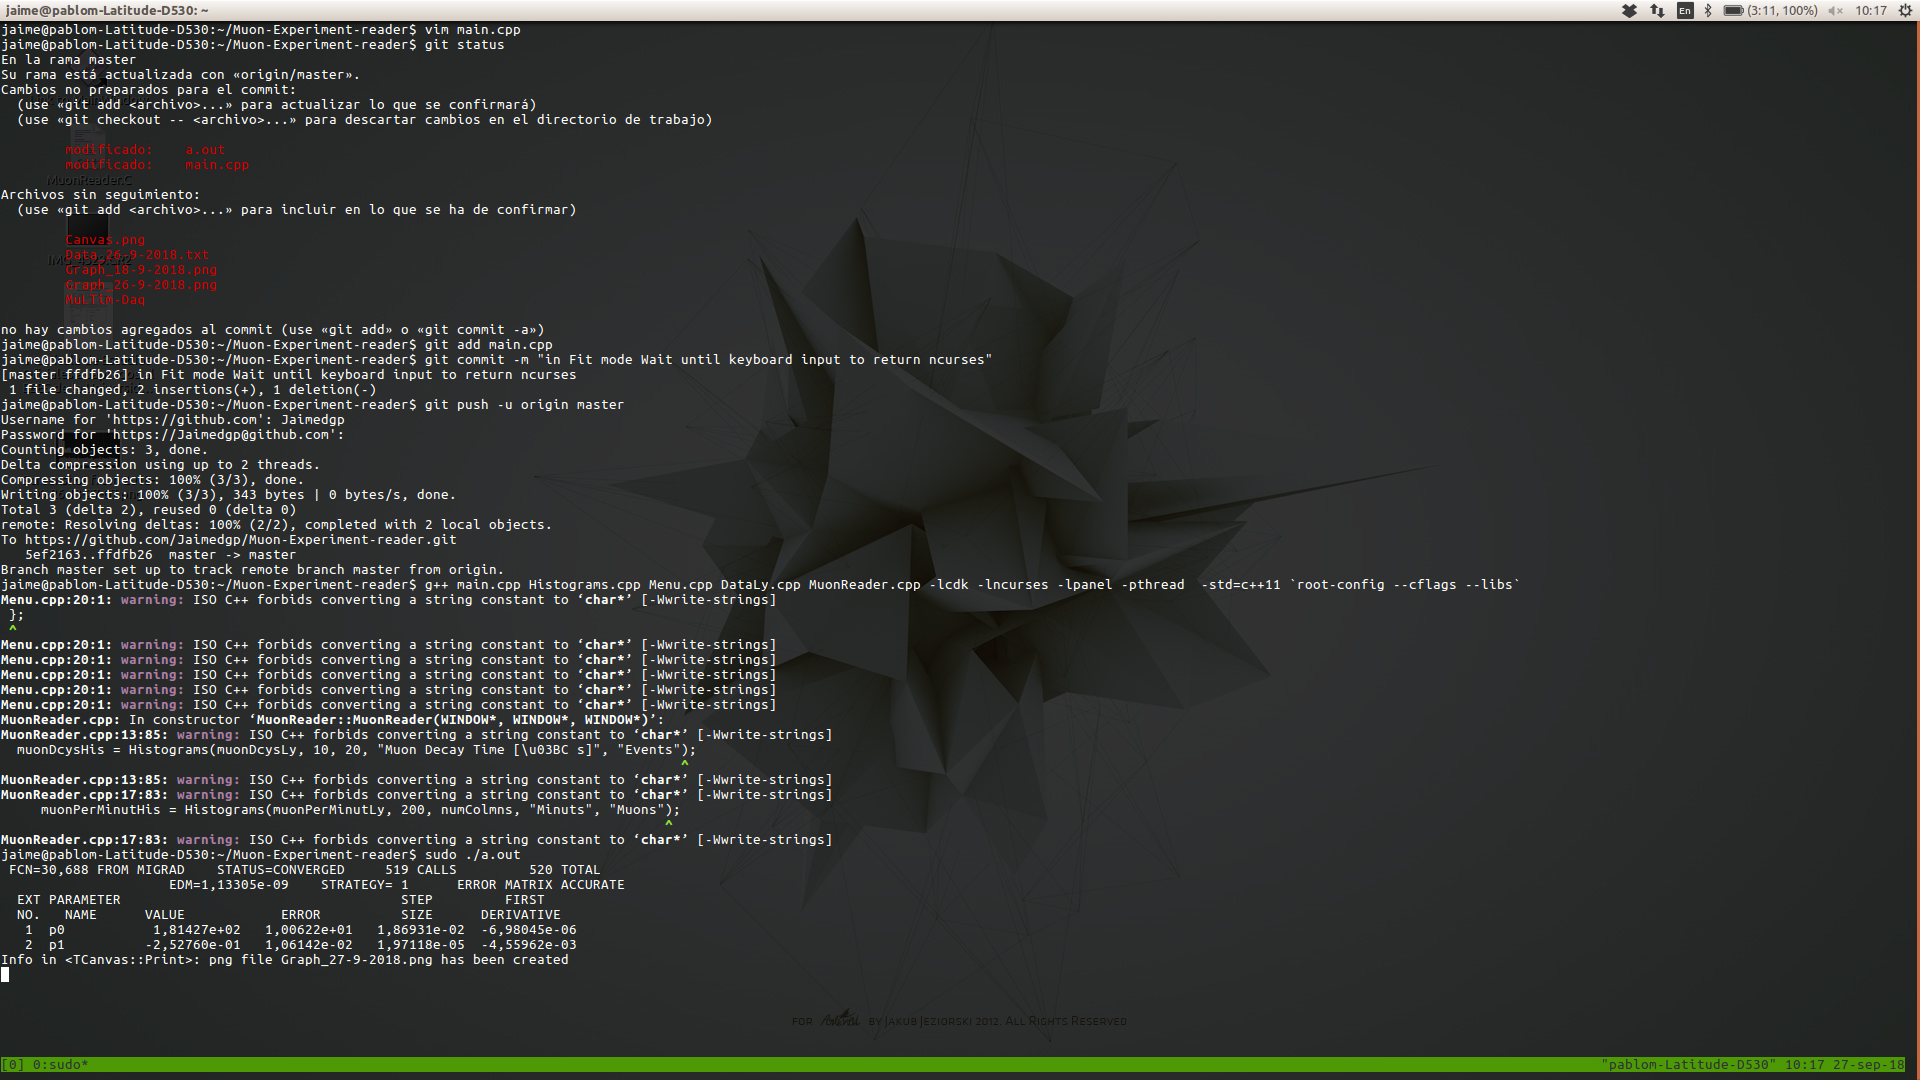 jaime@pablom-Latitude-D530: ~
En
(3:11, 100%)
10:17
jaime@pablom-Latitude-D530:~/Muon-Experiment-reader$ vim main.cpp
jaime@pablom-Latitude-D530:~/Muon-Experiment-reader$ git status
En la rama master
Su rama está actualizada con «origin/master».
Cambios no preparados para el commit:
  (use «git add <archivo>...» para actualizar lo que se confirmará)
  (use «git checkout -- <archivo>...» para descartar cambios en el directorio de trabajo)
        modificado:    a.out
        modificado:    main.cpp
MuonReader.C
Archivos sin seguimiento:
  (use «git add <archivo>...» para incluir en lo que se ha de confirmar)
        Canvas.png
        Data_26-9-2018.txt
        Graph_18-9-2018.png
        Graph_26-9-2018.png
        MuLTim-Daq
no hay cambios agregados al commit (use «git add» o «git commit -a»)
jaime@pablom-Latitude-D530:~/Muon-Experiment-reader$ git add main.cpp
jaime@pablom-Latitude-D530:~/Muon-Experiment-reader$ git commit -m "in Fit mode Wait until keyboard input to return ncurses"
[master ffdfb26] in Fit mode Wait until keyboard input to return ncurses
 1 file changed, 2 insertions(+), 1 deletion(-)
jaime@pablom-Latitude-D530:~/Muon-Experiment-reader$ git push -u origin master
Username for 'https://github.com': Jaimedgp
Password for 'https://Jaimedgp@github.com':
Counting objects: 3, done.
Delta compression using up to 2 threads.
Compressing objects: 100% (3/3), done.
Writing objects: 100% (3/3), 343 bytes | 0 bytes/s, done.
Total 3 (delta 2), reused 0 (delta 0)
remote: Resolving deltas: 100% (2/2), completed with 2 local objects.
To https://github.com/Jaimedgp/Muon-Experiment-reader.git
   5ef2163..ffdfb26  master -> master
Branch master set up to track remote branch master from origin.
jaime@pablom-Latitude-D530:~/Muon-Experiment-reader$ g++ main.cpp Histograms.cpp Menu.cpp DataLy.cpp MuonReader.cpp -lcdk -lncurses -lpanel -pthread  -std=c++11 `root-config --cflags --libs`
Menu.cpp:20:1: warning: ISO C++ forbids converting a string constant to ‘char*’ [-Wwrite-strings]
 };
 ^
Menu.cpp:20:1: warning: ISO C++ forbids converting a string constant to ‘char*’ [-Wwrite-strings]
Menu.cpp:20:1: warning: ISO C++ forbids converting a string constant to ‘char*’ [-Wwrite-strings]
Menu.cpp:20:1: warning: ISO C++ forbids converting a string constant to ‘char*’ [-Wwrite-strings]
Menu.cpp:20:1: warning: ISO C++ forbids converting a string constant to ‘char*’ [-Wwrite-strings]
Menu.cpp:20:1: warning: ISO C++ forbids converting a string constant to ‘char*’ [-Wwrite-strings]
MuonReader.cpp: In constructor ‘MuonReader::MuonReader(WINDOW*, WINDOW*, WINDOW*)’:
MuonReader.cpp:13:85: warning: ISO C++ forbids converting a string constant to ‘char*’ [-Wwrite-strings]
  muonDcysHis = Histograms(muonDcysLy, 10, 20, "Muon Decay Time [\u03BC s]", "Events");
                                                                                     ^
MuonReader.cpp:13:85: warning: ISO C++ forbids converting a string constant to ‘char*’ [-Wwrite-strings]
MuonReader.cpp:17:83: warning: ISO C++ forbids converting a string constant to ‘char*’ [-Wwrite-strings]
     muonPerMinutHis = Histograms(muonPerMinutLy, 200, numColmns, "Minuts", "Muons");
                                                                                   ^
MuonReader.cpp:17:83: warning: ISO C++ forbids converting a string constant to ‘char*’ [-Wwrite-strings]
jaime@pablom-Latitude-D530:~/Muon-Experiment-reader$ sudo ./a.out
 FCN=30,688 FROM MIGRAD    STATUS=CONVERGED     519 CALLS         520 TOTAL
                     EDM=1,13305e-09    STRATEGY= 1      ERROR MATRIX ACCURATE
  EXT PARAMETER                                   STEP         FIRST
  NO.   NAME      VALUE            ERROR          SIZE      DERIVATIVE
   1  p0           1,81427e+02   1,00622e+01   1,86931e-02  -6,98045e-06
   2  p1          -2,52760e-01   1,06142e-02   1,97118e-05  -4,55962e-03
Info in <TCanvas::Print>: png file Graph_27-9-2018.png has been created
FOR BY JAKUB JEZIORSKI 2012. ALL RIGHTS RESERVED
[0] 0:sudo*
"pablom-Latitude-D530" 10:17 27-sep-18